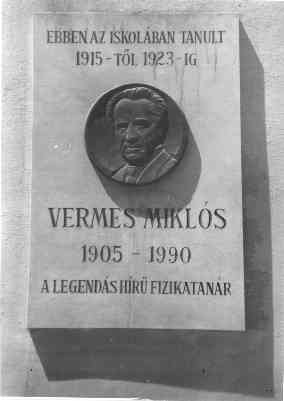 EBBEN AZ ISKOLÁBAN TANULT
1915-TŐL 1923-IG
VERMES MIKLÓS
1905 - 1990
A LEGENDÁS HÍRŰ FIZIKATANÁR